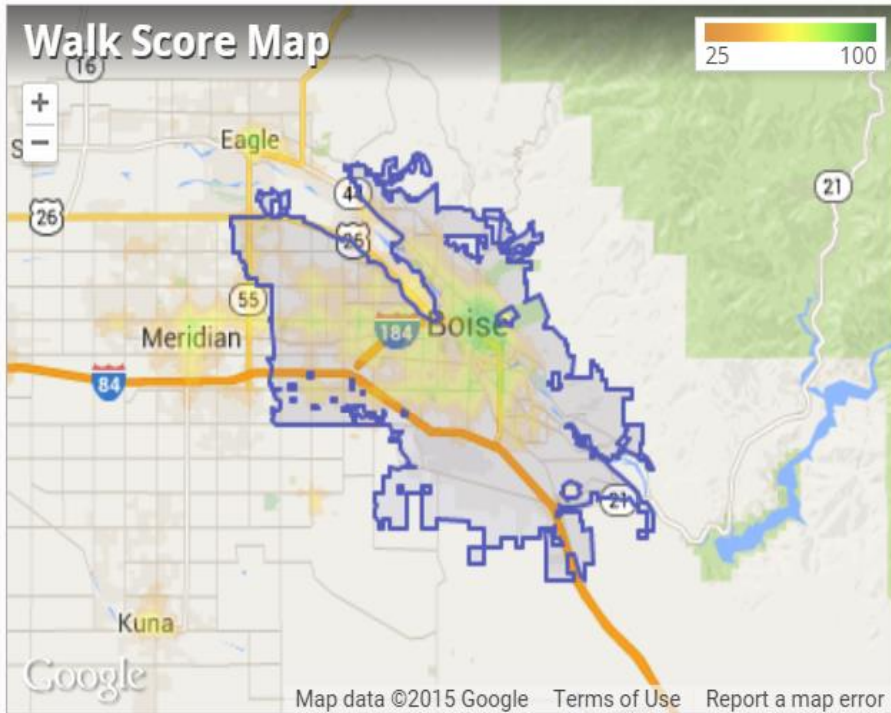 Walk Score Map
25 100
16
+
Eagle
S
−
21
44
26
26
55
Boise
184
Meridian
84
21
Kuna
Google
Map data ©2015 Google Terms of Use Report a map error